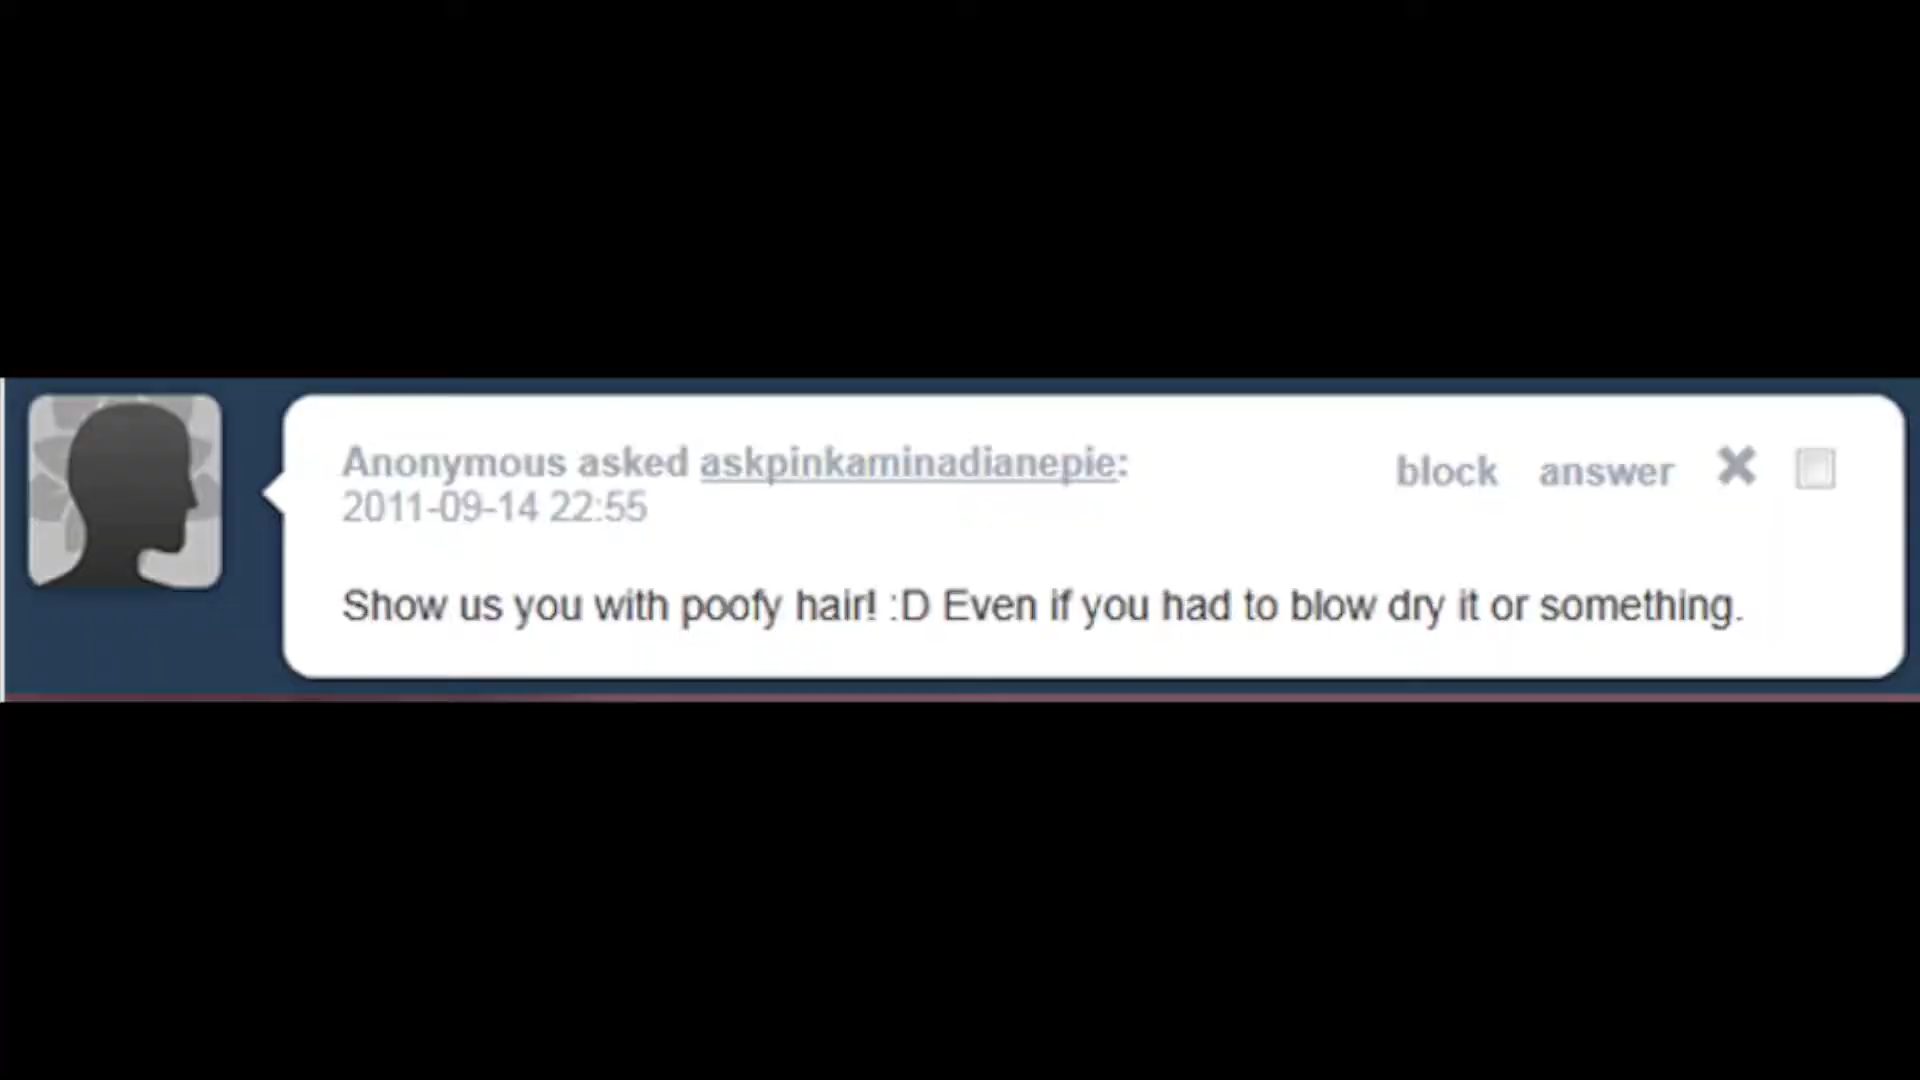 Anonymous asked askpinkaminadianepie:
block answer
2011-09-14 22:55
Show us you with poofy hair! :D Even if you had to blow dry it or something.